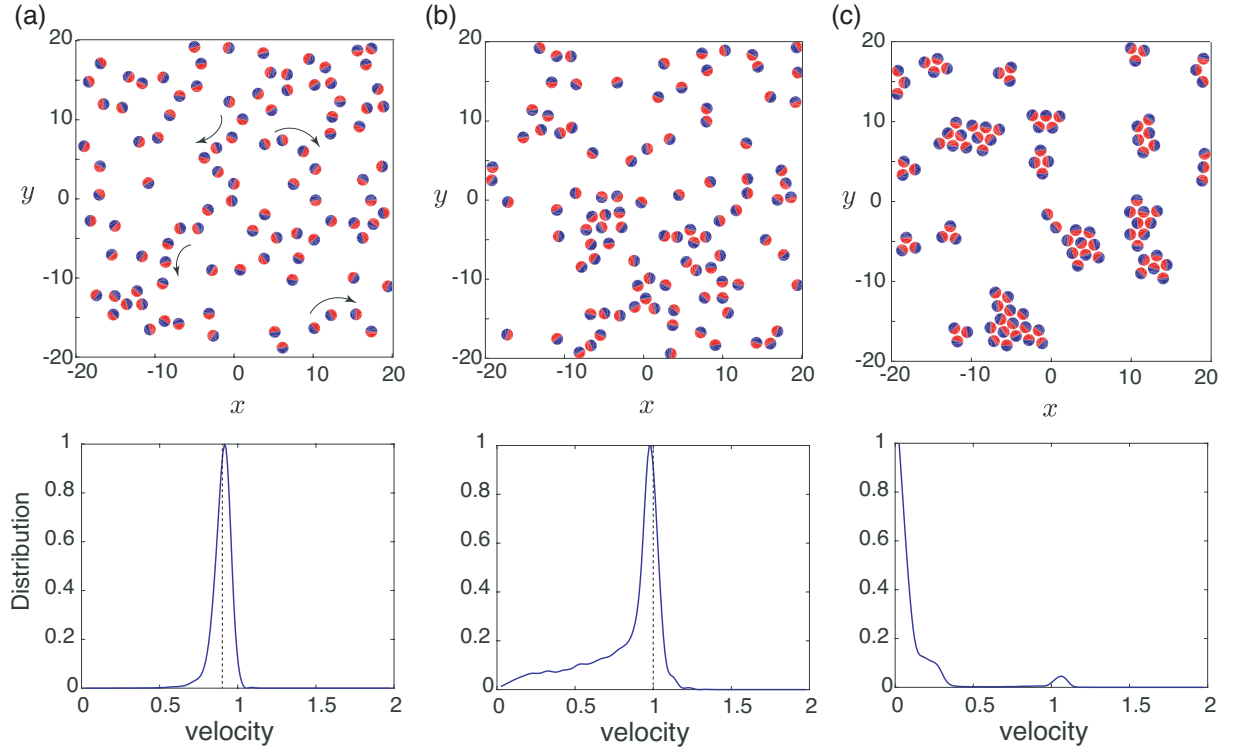 (a) (b) (c)
20 20 20
10 10 10
y 0 y 0 y 0
-10 -10 -10
-20 -20 -20
-20 -10 0 10 20 -20 -10 0 10 20 -20 -10 0 10 20
x x x
1 1 1
0.8 0.8 0.8
0.6 0.6 0.6
Distribution
0.4 0.4 0.4
0.2 0.2 0.2
0 0 0
0 0.5 1 1.5 2 0 0.5 1 1.5 2 0 0.5 1 1.5 2
velocity velocity velocity